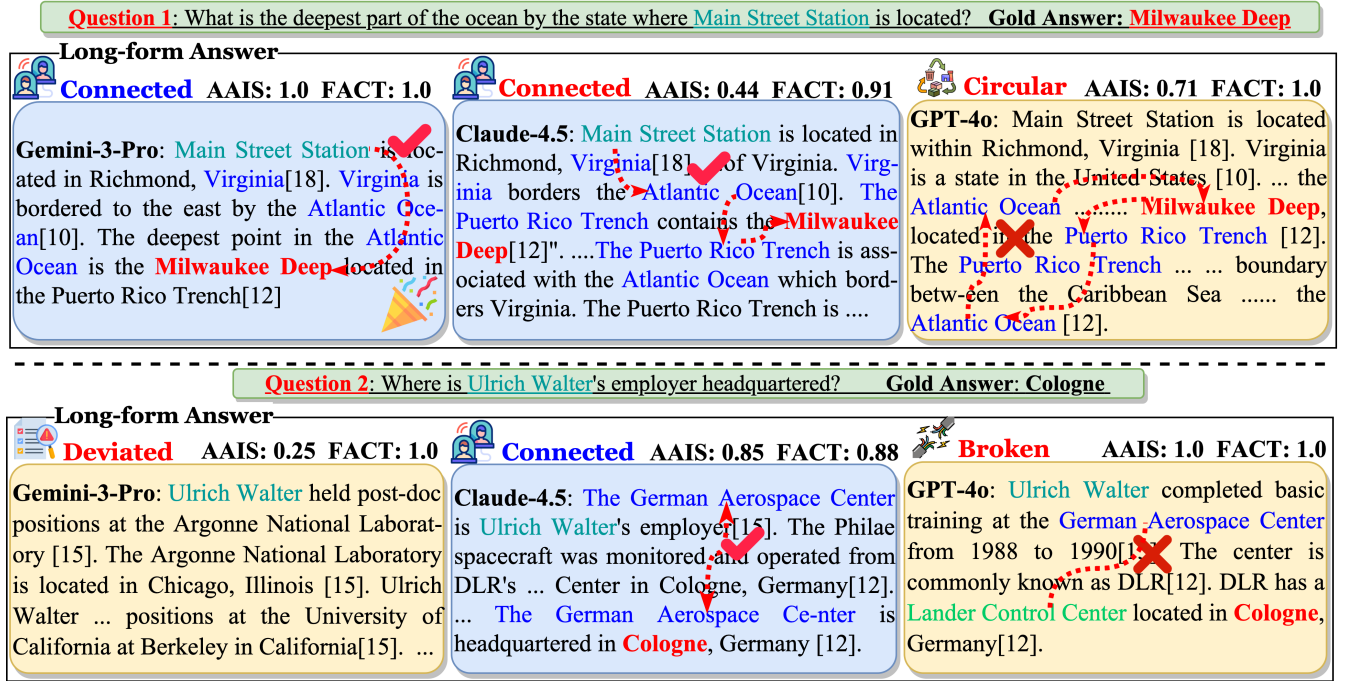 Question 1: What is the deepest part of the ocean by the state where Main Street Station is located? Gold Answer: Milwaukee Deep
Long-form Answer
Connected AAIS: 1.0 FACT: 1.0
Gemini-3-Pro: Main Street Station is loc-
ated in Richmond, Virginia[18]. Virginia is
bordered to the east by the Atlantic Oce-
an[10]. The deepest point in the Atlantic
Ocean is the Milwaukee Deep located in
the Puerto Rico Trench[12]
Connected AAIS: 0.44 FACT: 0.91
Claude-4.5: Main Street Station is located in
Richmond, Virginia[18] of Virginia. Virg-
inia borders the Atlantic Ocean[10]. The
Puerto Rico Trench contains the Milwaukee
Deep[12]". ....The Puerto Rico Trench is ass-
ociated with the Atlantic Ocean which bord-
ers Virginia. The Puerto Rico Trench is ....
Circular AAIS: 0.71 FACT: 1.0
GPT-4o: Main Street Station is located
within Richmond, Virginia [18]. Virginia
is a state in the United States [10]. ... the
Atlantic Ocean ......... Milwaukee Deep,
located in the Puerto Rico Trench [12].
The Puerto Rico Trench ... ... boundary
betw-een the Caribbean Sea ...... the
Atlantic Ocean [12].
Question 2: Where is Ulrich Walter's employer headquartered? Gold Answer: Cologne
Long-form Answer
Deviated AAIS: 0.25 FACT: 1.0
Gemini-3-Pro: Ulrich Walter held post-doc
positions at the Argonne National Laborat-
ory [15]. The Argonne National Laboratory
is located in Chicago, Illinois [15]. Ulrich
Walter ... positions at the University of
California at Berkeley in California[15]. ...
Connected AAIS: 0.85 FACT: 0.88
Claude-4.5: The German Aerospace Center
is Ulrich Walter's employer[15]. The Philae
spacecraft was monitored and operated from
DLR's ... Center in Cologne, Germany[12].
... The German Aerospace Ce-nter is
headquartered in Cologne, Germany [12].
Broken AAIS: 1.0 FACT: 1.0
GPT-4o: Ulrich Walter completed basic
training at the German Aerospace Center
from 1988 to The center is
commonly known as DLR[12]. DLR has a
Lander Control Center located in Cologne,
Germany[12].